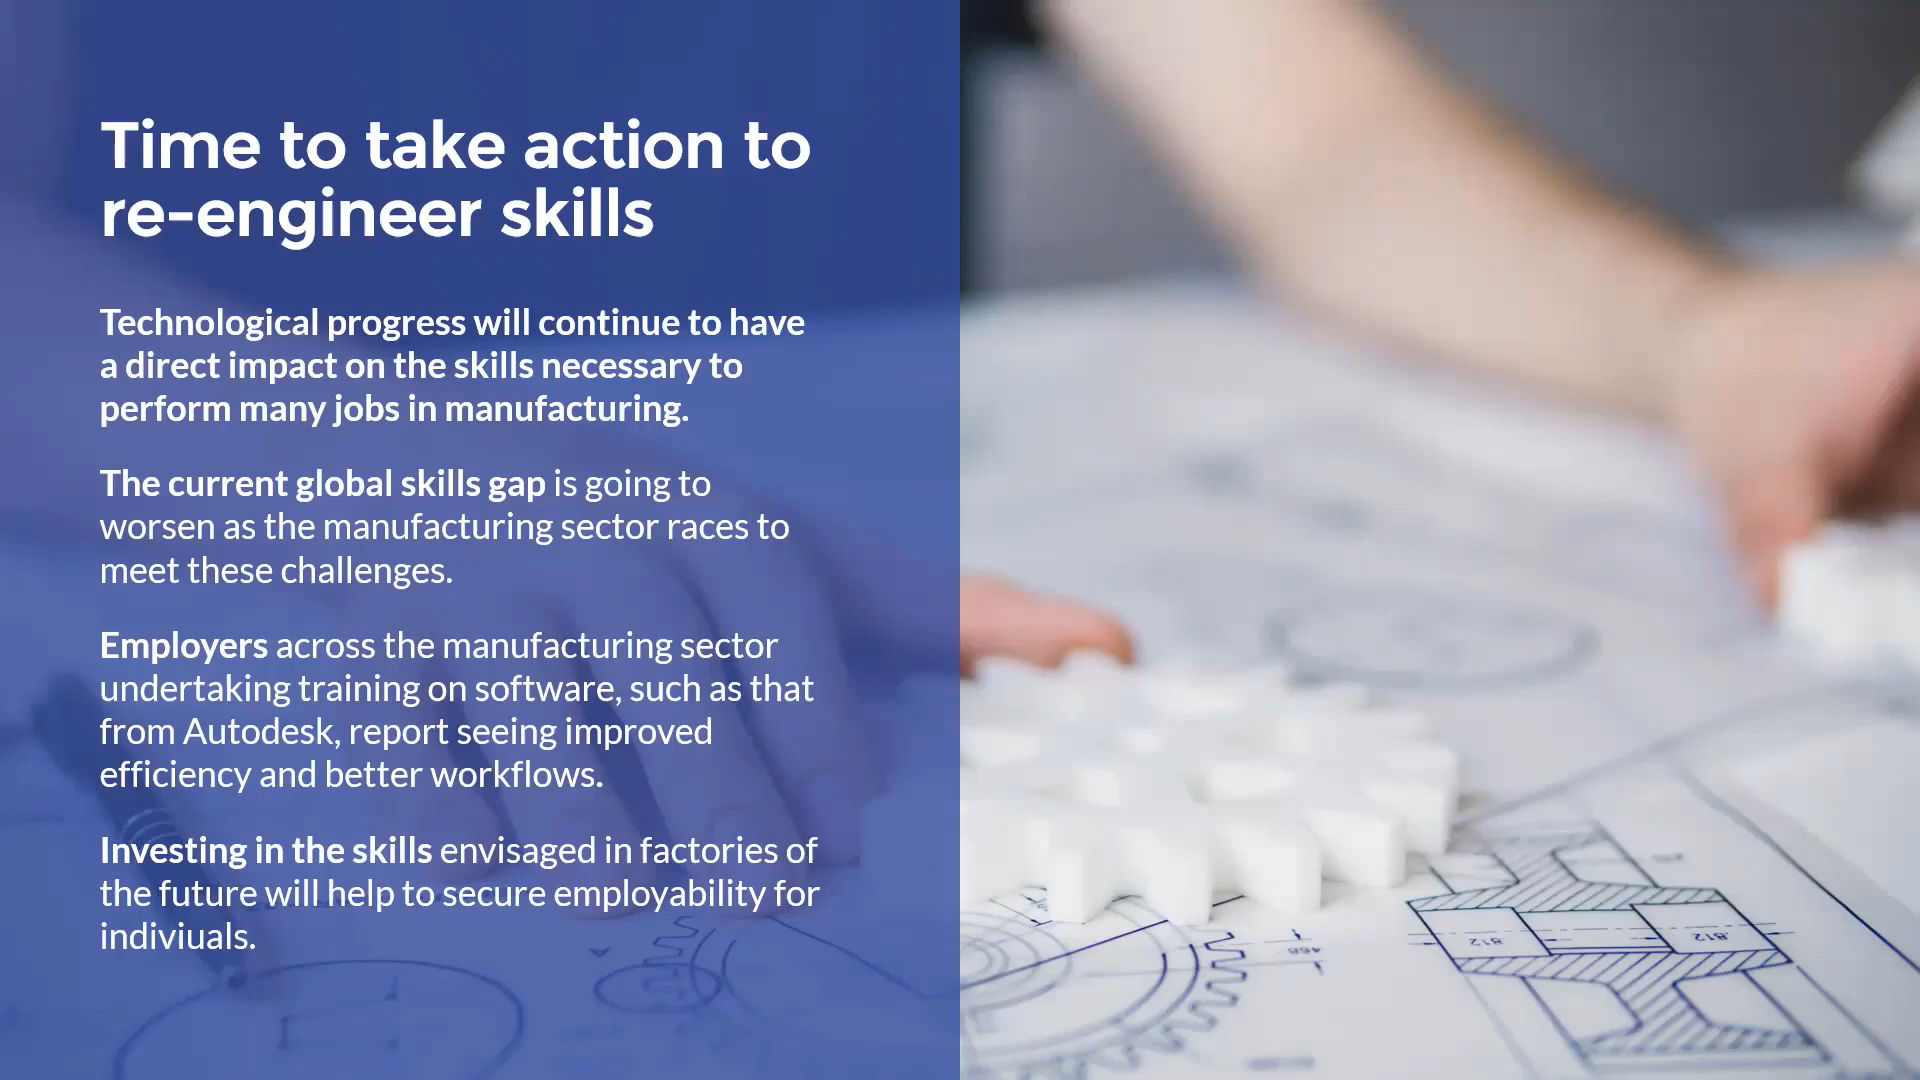 Time to take action to
re-engineer skills
Technological progress will continue to have
a direct impact on the skills necessary to
perform many jobs in manufacturing.
The current global skills gap is going to
worsen as the manufacturing sector races to
meet these challenges.
Employers across the manufacturing sector
undertaking training on software, such as that
from Autodesk, report seeing improved
efficiency and better workflows.
Investing in the skills envisaged in factories of
the future will help to secure employability for
indiviuals.